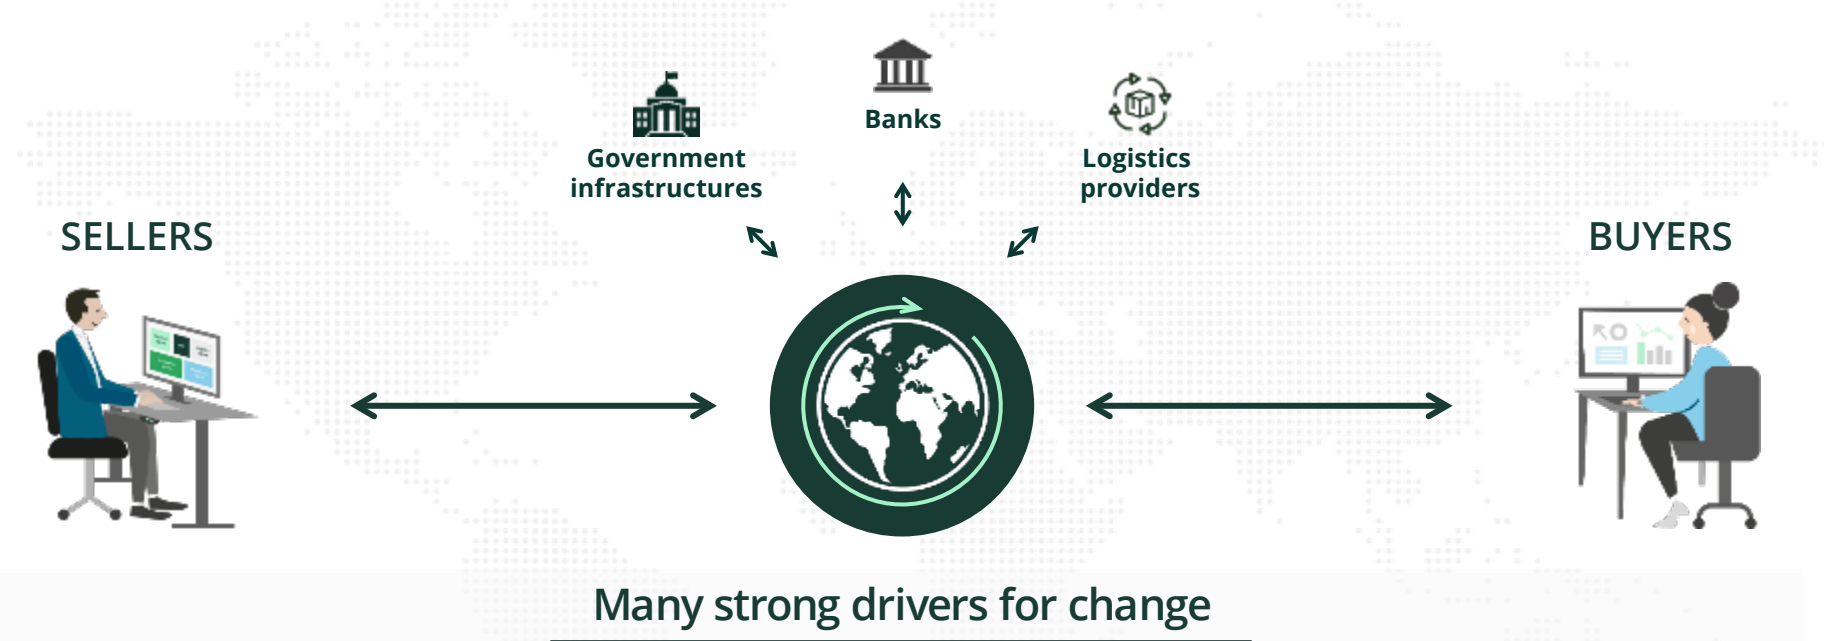 Banks
Government
infrastructures
Logistics
providers
SELLERS
BUYERS
Many strong drivers for change